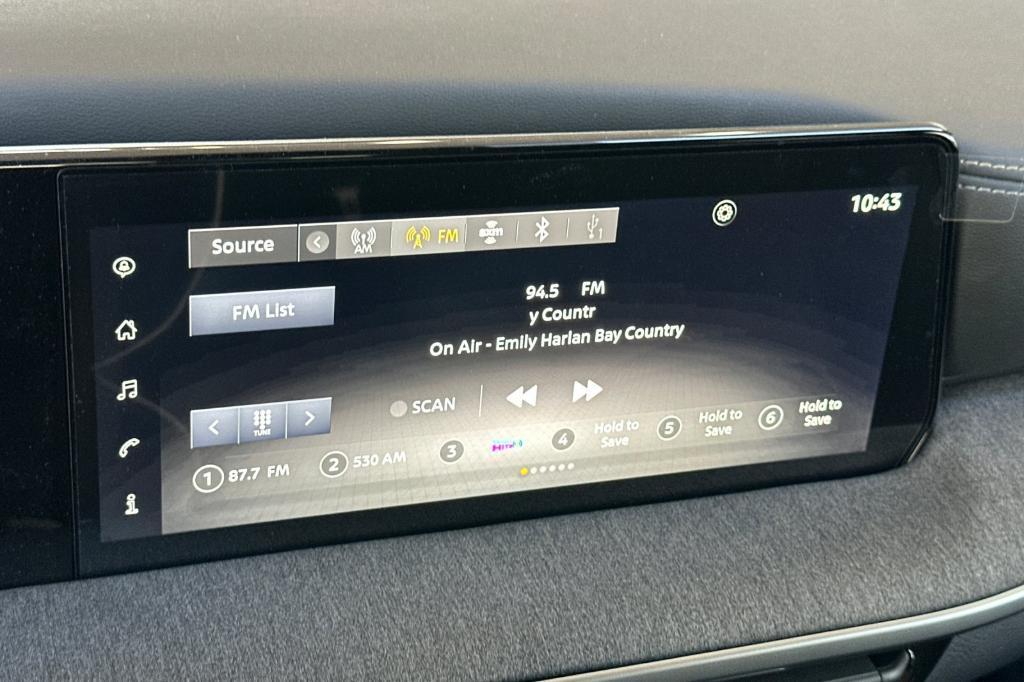 10:43
Source
AM
FM
sxm
1
FM List
94.5 FM
y Countr
On Air - Emily Harlan Bay Country
TUNE
SCAN
1 87.7 FM
2 530 AM
3
4 Hold to Save
5 Hold to Save
6 Hold to Save